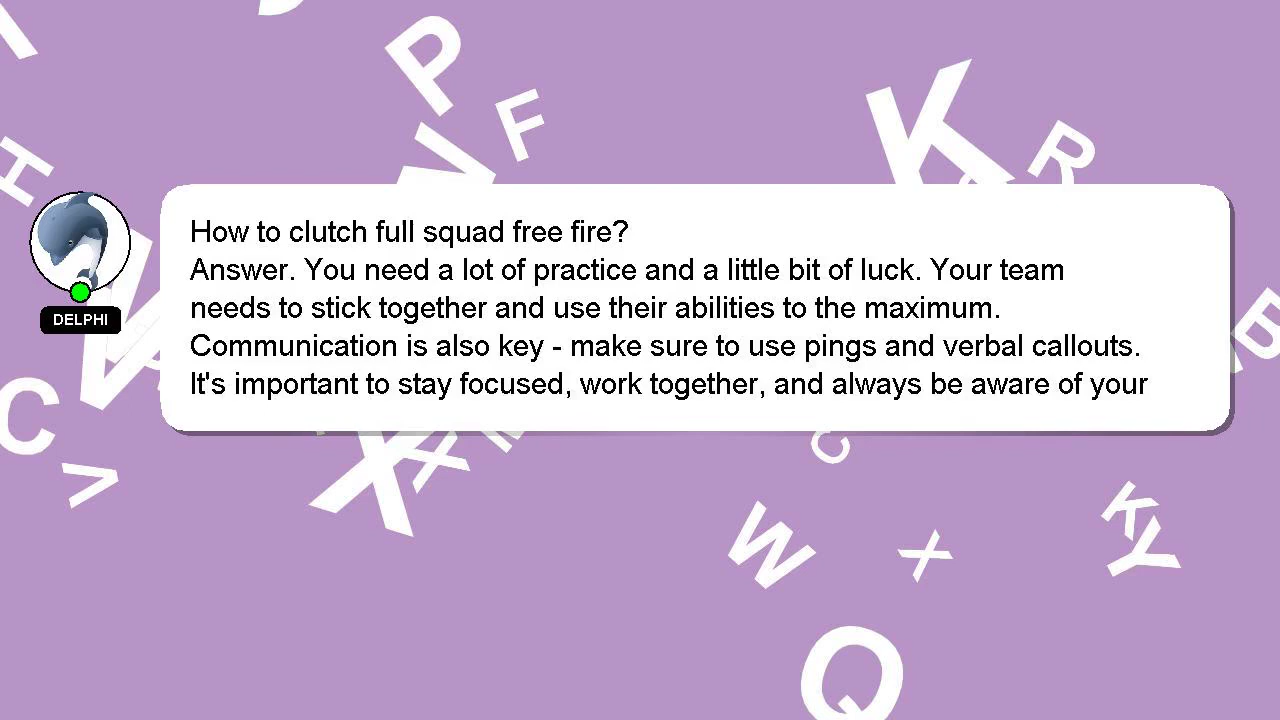 How to clutch full squad free fire?
Answer. You need a lot of practice and a little bit of luck. Your team
needs to stick together and use their abilities to the maximum.
Communication is also key - make sure to use pings and verbal callouts.
It's important to stay focused, work together, and always be aware of your
DELPHI
P
F
N
K
R
H
B
C
V
X
X
C
W
X
K
Y
Q